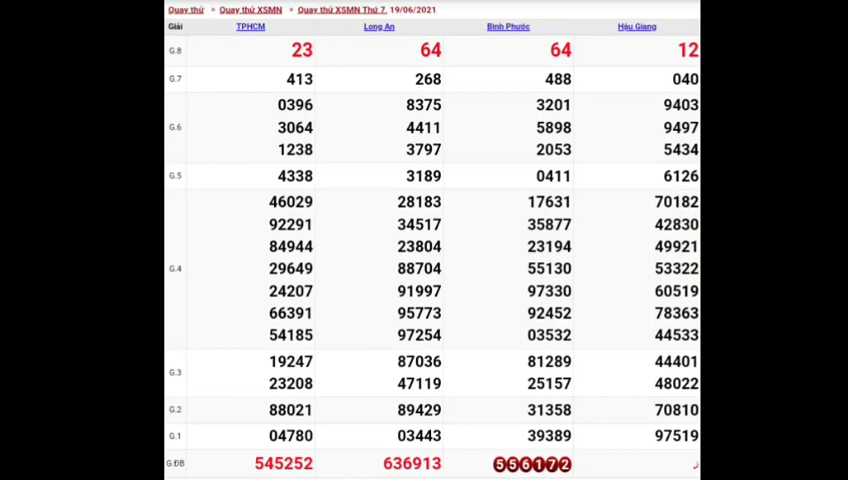 Quay thử » Quay thử XSMN » Quay thử XSMN Thứ 7, 19/06/2021
Giải TPHCM Long An Bình Phước Hậu Giang
G.8 23 64 64 12
G.7 413 268 488 040
G.6 0396 8375 3201 9403
3064 4411 5898 9497
1238 3797 2053 5434
G.5 4338 3189 0411 6126
G.4 46029 28183 17631 70182
92291 34517 35877 42830
84944 23804 23194 49921
29649 88704 55130 53322
24207 91997 97330 60519
66391 95773 92452 78363
54185 97254 03532 44533
G.3 19247 87036 81289 44401
23208 47119 25157 48022
G.2 88021 89429 31358 70810
G.1 04780 03443 39389 97519
G.ĐB 545252 636913 556172